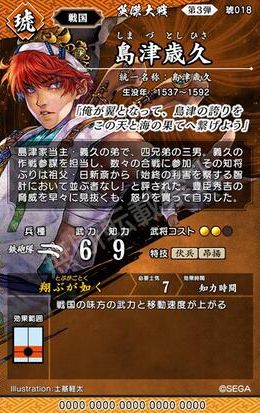 琥
戦国
英傑大戦
第3弾
琥018
しま づ とし ひさ
島津歳久
統一名称:島津歳久
生没年:1537～1592
「俺が翼となって、島津の誇りを
この天と海の果てへ繋げよう」
島津家当主・義久の弟で、四兄弟の三男。義久の
作戦参謀を担当し、数々の合戦に参加。その知将
ぶりは祖父・日新斎から「始終の利害を察する智
計において並ぶ者なし」と評された。豊臣秀吉の
脅威を早々に見抜くも、怒りを買って自刃した。
兵種 武力 知力 武将コスト
鉄砲隊 6 9 特技 伏兵 昂揚
とぶがごとく
翔ぶが如く
必要士気 7
効果時間 知力時間
戦国の味方の武力と移動速度が上がる
効果範囲
Illustration:土基軽太
©SEGA
0000 0000 0000 0000 0000